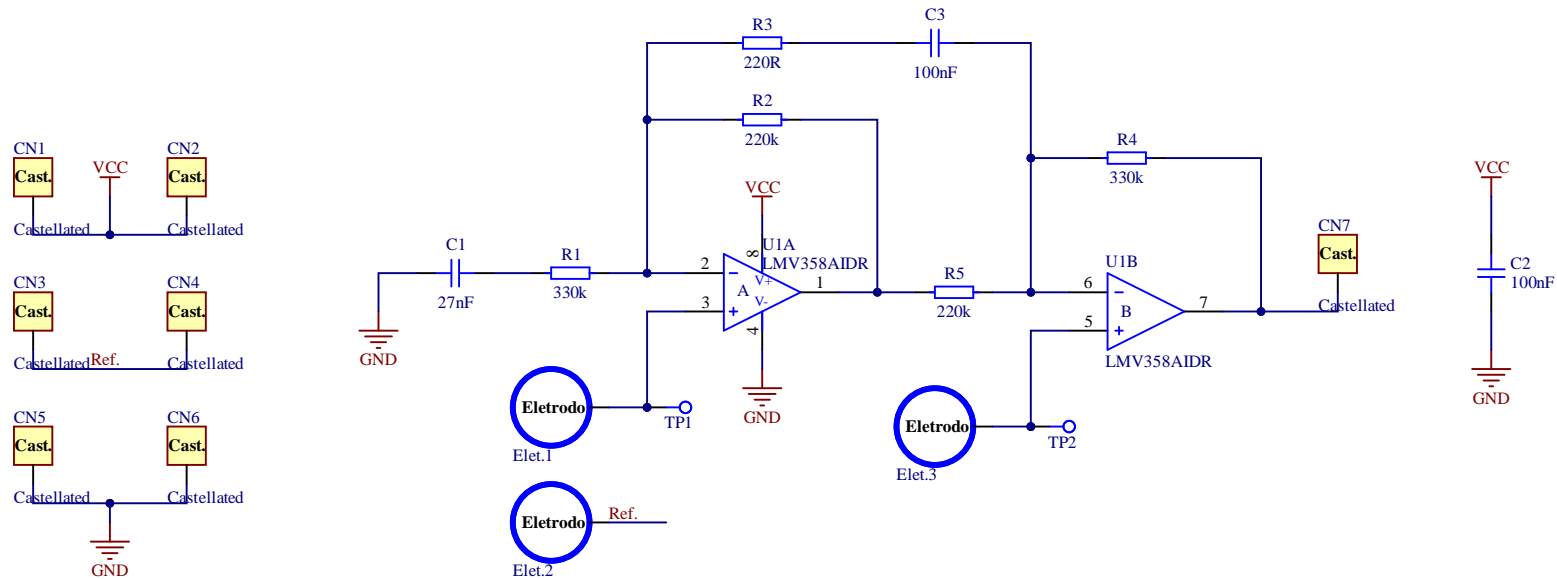 CN1
Cast.
Castellated
VCC
CN2
Cast.
Castellated
CN3
Cast.
Castellated
Ref.
CN4
Cast.
Castellated
CN5
Cast.
Castellated
CN6
Cast.
Castellated
GND
C1
27nF
GND
R1
330k
R3
220R
C3
100nF
R2
220k
VCC
8
U1A
LMV358AIDR
2
3
A
V+
V-
1
4
GND
Eletrodo
Elet.1
TP1
Eletrodo
Elet.2
Ref.
R5
220k
R4
330k
U1B
6
5
B
7
LMV358AIDR
Eletrodo
Elet.3
TP2
CN7
Cast.
Castellated
VCC
C2
100nF
GND